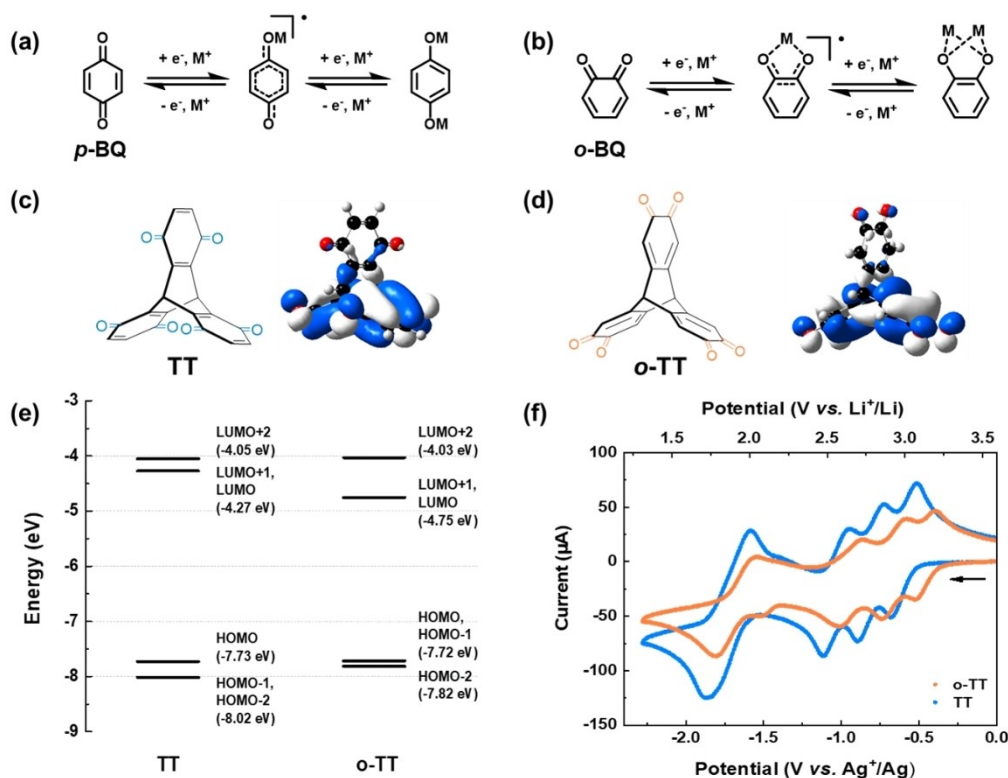 (a)
O
O
p-BQ
+ e⁻, M⁺
- e⁻, M⁺
OM
O
+ e⁻, M⁺
- e⁻, M⁺
OM
OM
(b)
O
O
o-BQ
+ e⁻, M⁺
- e⁻, M⁺
M
O
O
+ e⁻, M⁺
- e⁻, M⁺
M M
O
O
(c)
O
O
O
O
O
O
TT
(d)
O O
O
O
O
O
o-TT
(e)
Energy (eV)
-3
-4
-5
-6
-7
-8
-9
LUMO+2
(-4.05 eV)
LUMO+1,
LUMO
(-4.27 eV)
HOMO
(-7.73 eV)
HOMO-1,
HOMO-2
(-8.02 eV)
TT
LUMO+2
(-4.03 eV)
LUMO+1,
LUMO
(-4.75 eV)
HOMO,
HOMO-1
(-7.72 eV)
HOMO-2
(-7.82 eV)
o-TT
(f)
Potential (V vs. Li⁺/Li)
1.5 2.0 2.5 3.0 3.5
Current (µA)
100
50
0
-50
-100
-150
o-TT
TT
-2.0 -1.5 -1.0 -0.5 0.0
Potential (V vs. Ag⁺/Ag)